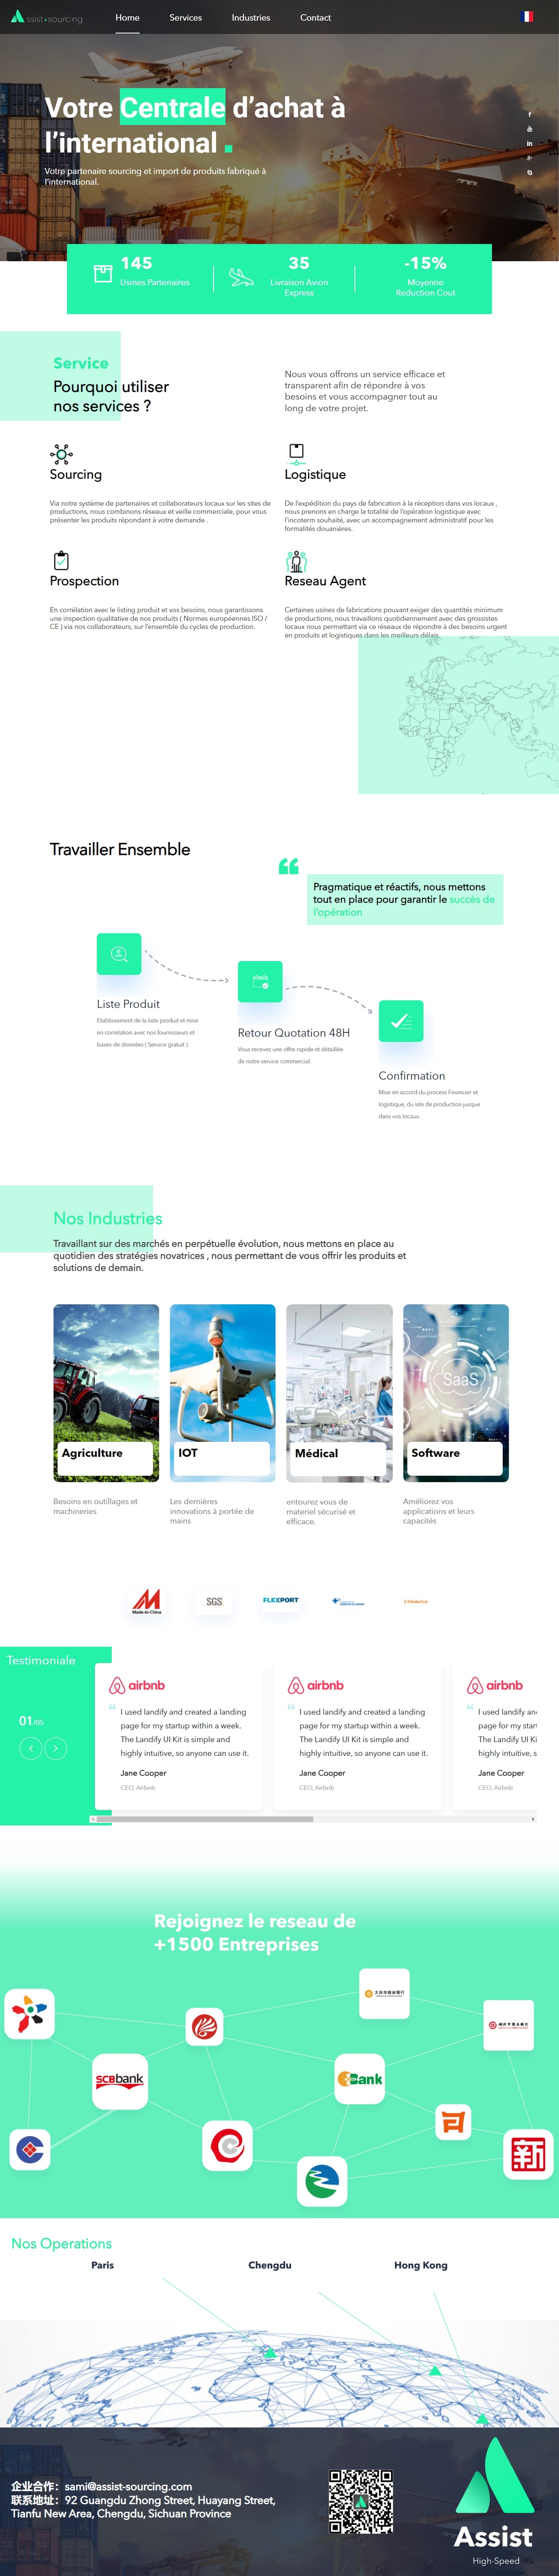 Assist•sourcing
Home
Services
Industries
Contact
Votre Centrale d'achat à
l'international .
Votre partenaire sourcing et import de produits fabriqué à
l'international.
145
Usines Partenaires
35
Livraison Avion
Express
-15%
Moyenne
Reduction Cout
Service
Pourquoi utiliser
nos services ?
Nous vous offrons un service efficace et
transparent afin de répondre à vos
besoins et vous accompagner tout au
long de votre projet.
Sourcing
Via notre système de partenaires et collaborateurs locaux sur les sites de
productions, nous combinons réseaux et veille commerciale, pour vous
présenter les produits répondant à votre demande .
Logistique
De l'expédition du pays de fabrication à la réception dans vos locaux ,
nous prenons en charge la totalité de l'opération logistique avec
l'incoterm souhaité, avec un accompagnement administratif pour les
formalités douanières.
Prospection
En corrélation avec le listing produit et vos besoins, nous garantissons
une inspection qualitative de nos produits ( Normes européennes ISO /
CE ) via nos collaborateurs, sur l'ensemble du cycles de production.
Reseau Agent
Certaines usines de fabrications pouvant exiger des quantités minimum
de productions, nous travaillons quotidiennement avec des grossistes
locaux nous permettant via ce réseaux de répondre à des besoins urgent
en produits et logistiques dans les meilleurs délais.
Travailler Ensemble
Pragmatique et réactifs, nous mettons
tout en place pour garantir le succès de
l'opération
Liste Produit
Etablissement de la liste produit et mise
en correlation avec nos fournisseurs et
bases de données ( Service gratuit ).
Retour Quotation 48H
Vous recevez une offre rapide et détaillée
de notre service commercial.
Confirmation
Mise en accord du process Financier et
logistique, du site de production jusque
dans vos locaux.
Nos Industries
Travaillant sur des marchés en perpétuelle évolution, nous mettons en place au
quotidien des stratégies novatrices , nous permettant de vous offrir les produits et
solutions de demain.
SaaS
Agriculture
IOT
Médical
Software
Besoins en outillages et
machineries
Les dernières
innovations à portée de
mains
entourez vous de
materiel sécurisé et
efficace.
Améliorez vos
applications et leurs
capacités
Made-in-China
SGS
FLEXPORT
Testimoniale
01/05
airbnb
I used landify and created a landing
page for my startup within a week.
The Landify UI Kit is simple and
highly intuitive, so anyone can use it.
Jane Cooper
CEO, Airbnb
airbnb
I used landify and created a landing
page for my startup within a week.
The Landify UI Kit is simple and
highly intuitive, so anyone can use it.
Jane Cooper
CEO, Airbnb
airbnb
I used landify an
page for my start
The Landify UI Ki
highly intuitive, s
Jane Cooper
CEO, Airbnb
Rejoignez le reseau de
+1500 Entreprises
SCBbank
Bank
新
Nos Operations
Paris
Chengdu
Hong Kong
企业合作：sami@assist-sourcing.com
联系地址：92 Guangdu Zhong Street, Huayang Street,
Tianfu New Area, Chengdu, Sichuan Province
Assist
High-Speed